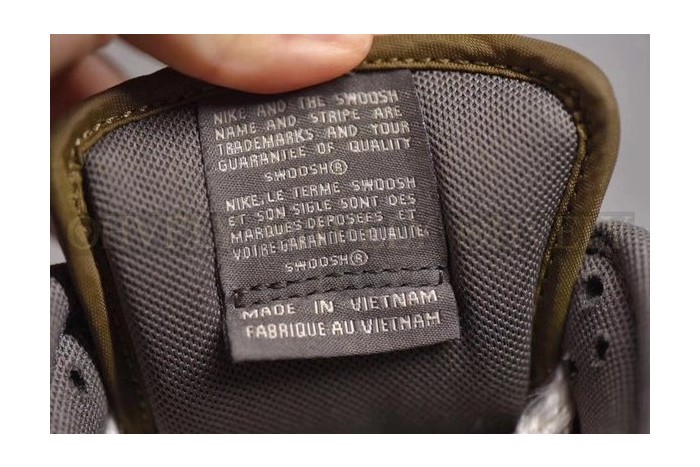 NIKE AND THE SWOOSH
NAME AND STRIPE ARE
TRADEMARKS AND YOUR
GUARANTEE OF QUALITY
SWOOSH®
NIKE, LE TERME SWOOSH
ET SON SIGLE SONT DES
MARQUES DEPOSEES ET
VOTRE GARANTIE DE QUALITE.
SWOOSH®
MADE IN VIETNAM
FABRIQUE AU VIETNAM